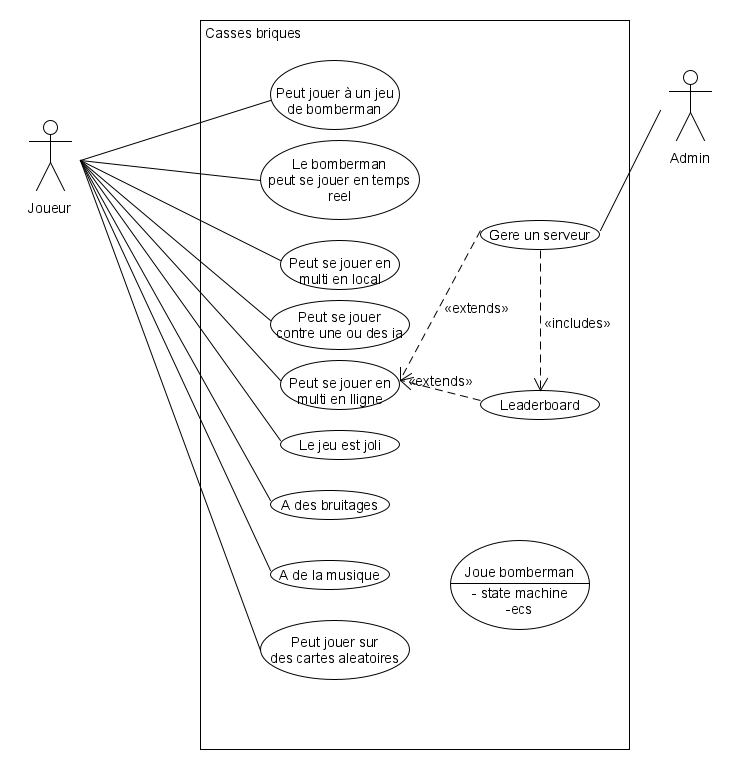 Casses briques
Peut jouer à un jeu
de bomberman
Le bomberman
peut se jouer en temps
reel
Joueur
Admin
Gere un serveur
Peut se jouer en
multi en local
«extends»
«includes»
Peut se jouer
contre une ou des ia
Peut se jouer en
multi en lligne
«extends»
Leaderboard
Le jeu est joli
A des bruitages
A de la musique
Joue bomberman
- state machine
-ecs
Peut jouer sur
des cartes aleatoires